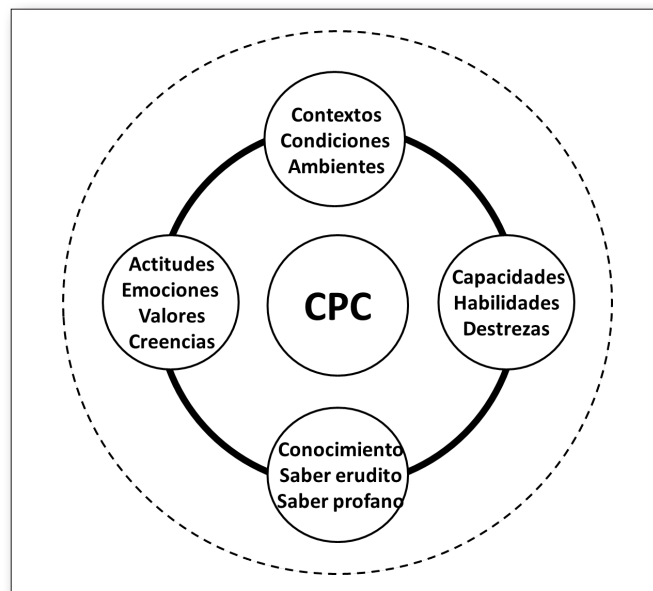 Contextos
Condiciones
Ambientes
Actitudes
Emociones
Valores
Creencias
CPC
Capacidades
Habilidades
Destrezas
Conocimiento
Saber erudito
Saber profano